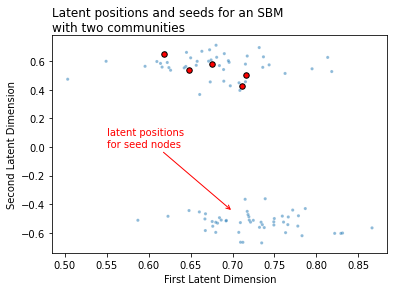 Latent positions and seeds for an SBM
with two communities
Second Latent Dimension
0.6
0.4
0.2
0.0
−0.2
−0.4
−0.6
latent positions
for seed nodes
0.50
0.55
0.60
0.65
0.70
0.75
0.80
0.85
First Latent Dimension